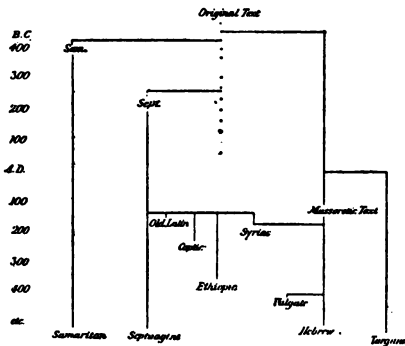 Original Text
B.C.
400
Sam.
300
200
Sept.
100
A.D.
100
Massoretic Text
Old Latin
200
Coptic
Syriac
300
Ethiopic
400
Vulgate
etc.
Samaritan
Septuagint
Hebrew
Targums